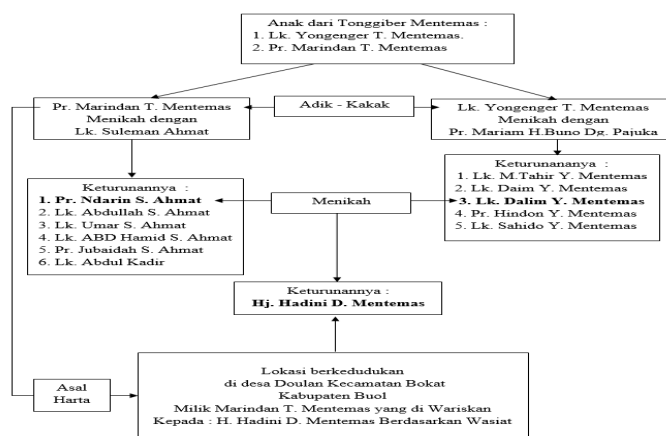 Anak dari Tonggiber Mentemas :
1. Lk. Yongenger T. Mentemas.
2. Pr. Marindan T. Mentemas
Pr. Marindan T. Mentemas
Menikah dengan
Lk. Suleman Ahmat
Adik - Kakak
Lk. Yongenger T. Mentemas
Menikah dengan
Pr. Mariam H.Buno Dg. Pajuka
Keturunannya :
1. Pr. Ndarin S. Ahmat
2. Lk. Abdullah S. Ahmat
3. Lk. Umar S. Ahmat
4. Lk. ABD Hamid S. Ahmat
5. Pr. Jubaidah S. Ahmat
6. Lk. Abdul Kadir
Menikah
Keturunananya :
1. Lk. M.Tahir Y. Mentemas
2. Lk. Daim Y. Mentemas
3. Lk. Dalim Y. Mentemas
4. Pr. Hindon Y. Mentemas
5. Lk. Sahido Y. Mentemas
Keturunannya :
Hj. Hadini D. Mentemas
Asal
Harta
Lokasi berkedudukan
di desa Doulan Kecamatan Bokat
Kabupaten Buol
Milik Marindan T. Mentemas yang di Wariskan
Kepada : H. Hadini D. Mentemas Berdasarkan Wasiat